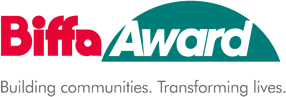 Biffa Award
Building communities. Transforming lives.